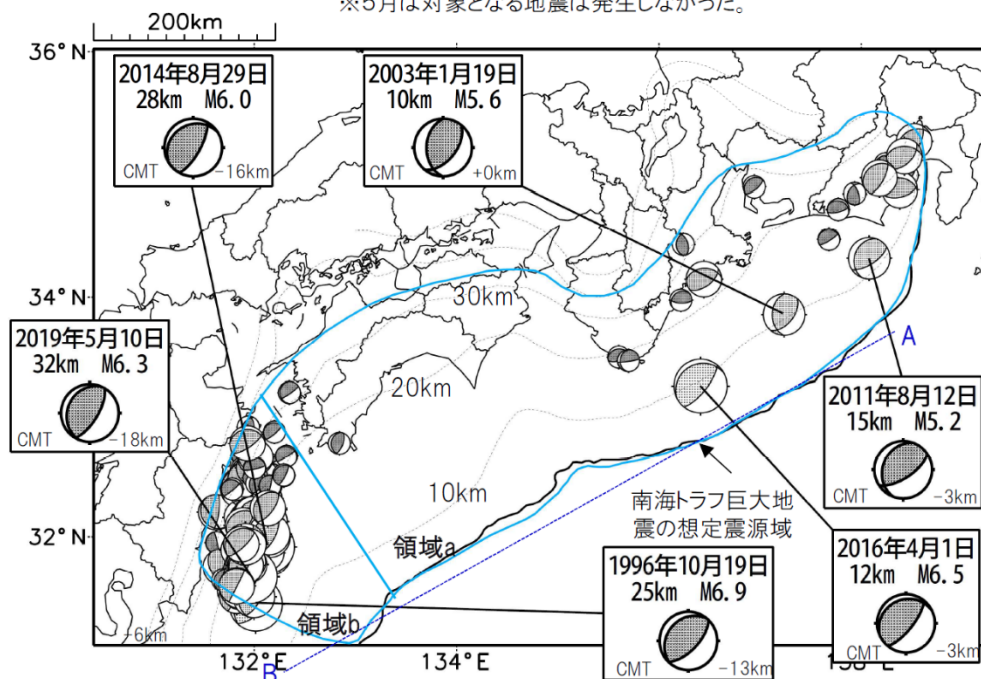 ※5月は対象となる地震は発生しなかった。
200km
36°N
2014年8月29日
28km M6.0
CMT -16km
2003年1月19日
10km M5.6
CMT +0km
34°N
30km
2019年5月10日
32km M6.3
CMT -18km
A
20km
2011年8月12日
15km M5.2
CMT -3km
10km
南海トラフ巨大地
震の想定震源域
32°N
領域a
2016年4月1日
12km M6.5
CMT -3km
1996年10月19日
25km M6.9
CMT -13km
領域b
-6km
B
132°E
134°E